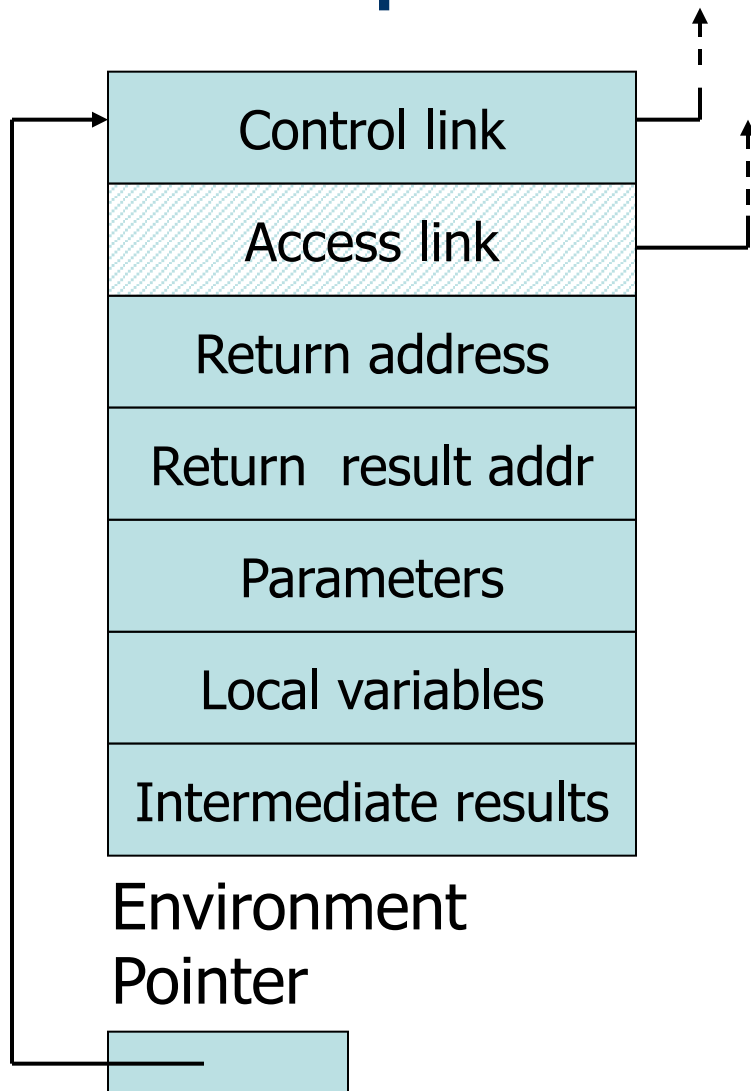 Control link
Access link
Return address
Return  result addr
Parameters
Local variables
Intermediate results
Environment
Pointer